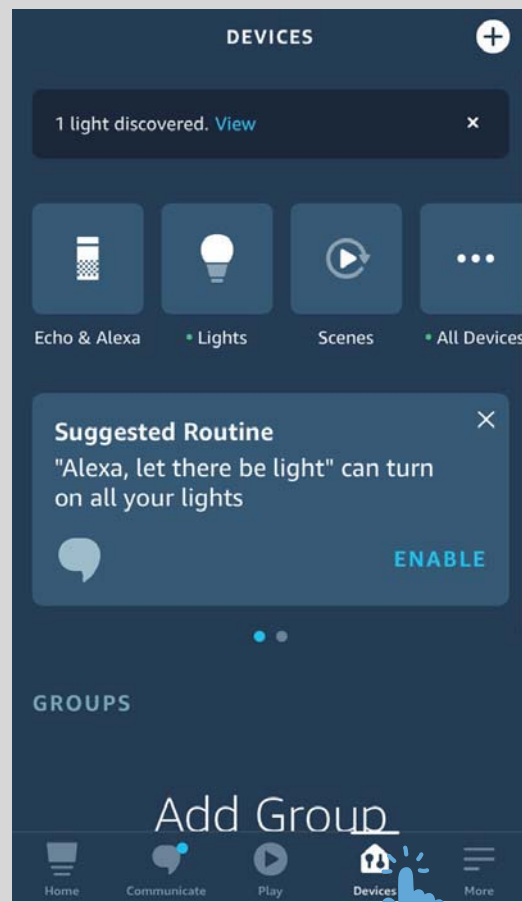 DEVICES
1 light discovered. View
Echo & Alexa
Lights
Scenes
All Devices
Suggested Routine
"Alexa, let there be light" can turn
on all your lights
ENABLE
GROUPS
Add Group
Home
Communicate
Play
Devices
More